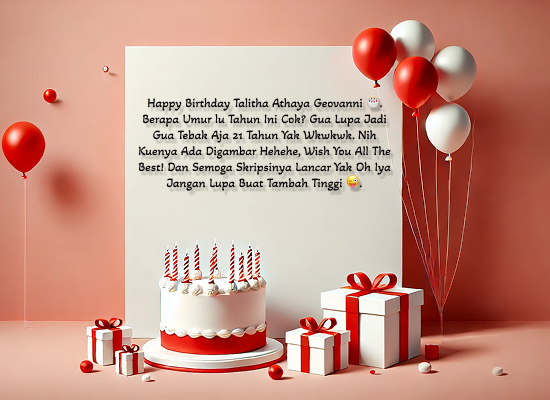 Happy Birthday Talitha Athaya Geovanni 🎂.
Berapa Umur lu Tahun Ini Cok? Gua Lupa Jadi
Gua Tebak Aja 21 Tahun Yak Wkwkwk. Nih
Kuenya Ada Digambar Hehehe, Wish You All The
Best! Dan Semoga Skripsinya Lancar Yak Oh Iya
Jangan Lupa Buat Tambah Tinggi 😜.